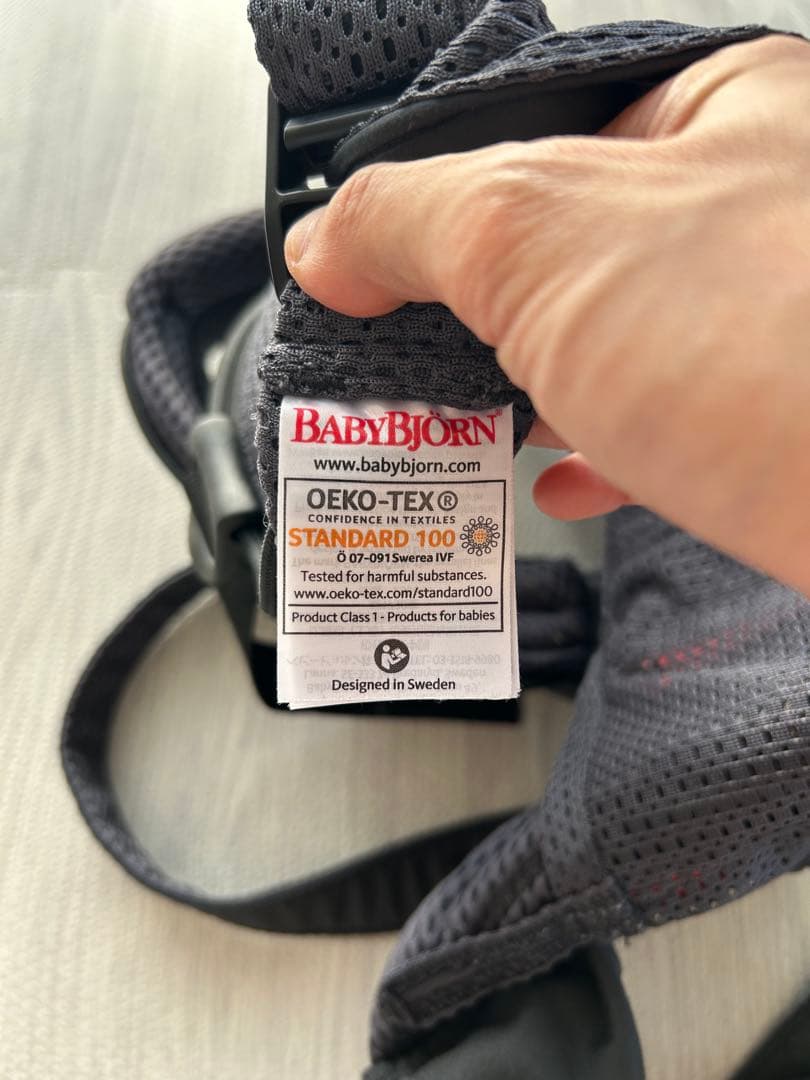 BABYBJÖRN®
www.babybjorn.com
OEKO-TEX®
CONFIDENCE IN TEXTILES
STANDARD 100
Ö 07-091 Swerea IVF
Tested for harmful substances.
www.oeko-tex.com/standard100
Product Class 1 - Products for babies
Designed in Sweden